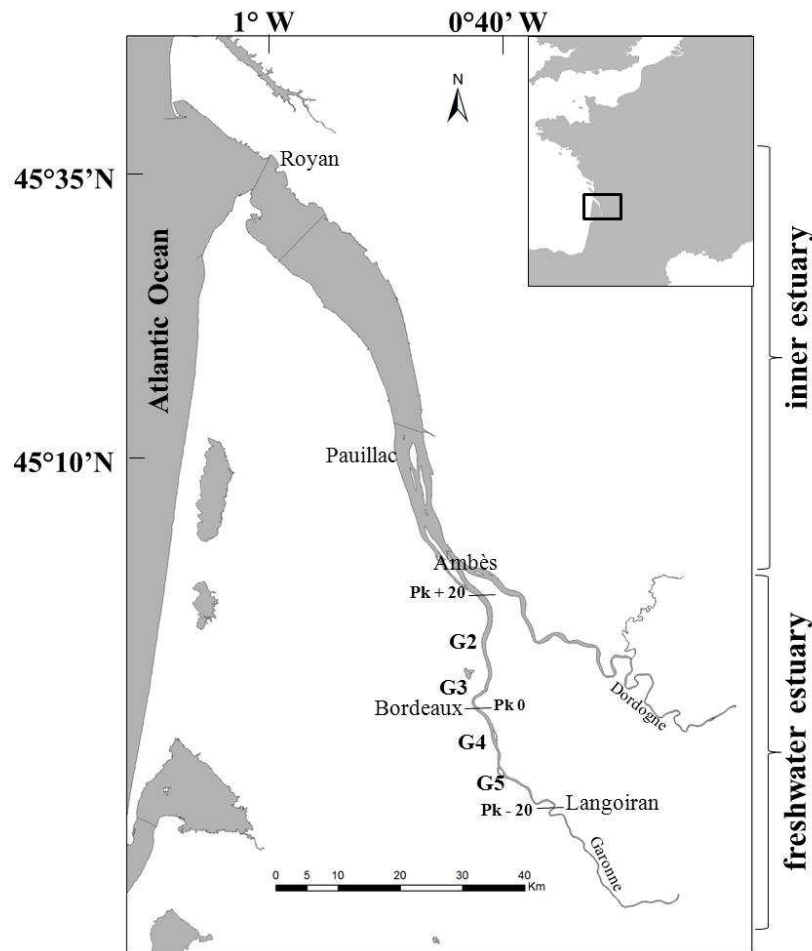 1° W
0°40’ W
N
Royan
45°35’N
Atlantic Ocean
inner estuary
Pauillac
45°10’N
Ambès
Pk + 20
G2
G3
Bordeaux
Pk 0
Dordogne
G4
G5
Pk - 20
Langoiran
Garonne
freshwater estuary
0 5 10 20 30 40
Km